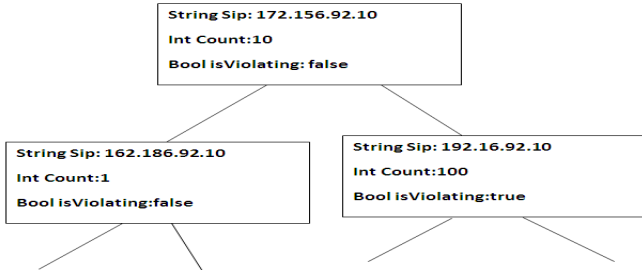 String Sip: 172.156.92.10
Int Count:10
Bool isViolating: false
String Sip: 162.186.92.10
Int Count:1
Bool isViolating:false
String Sip: 192.16.92.10
Int Count:100
Bool isViolating:true